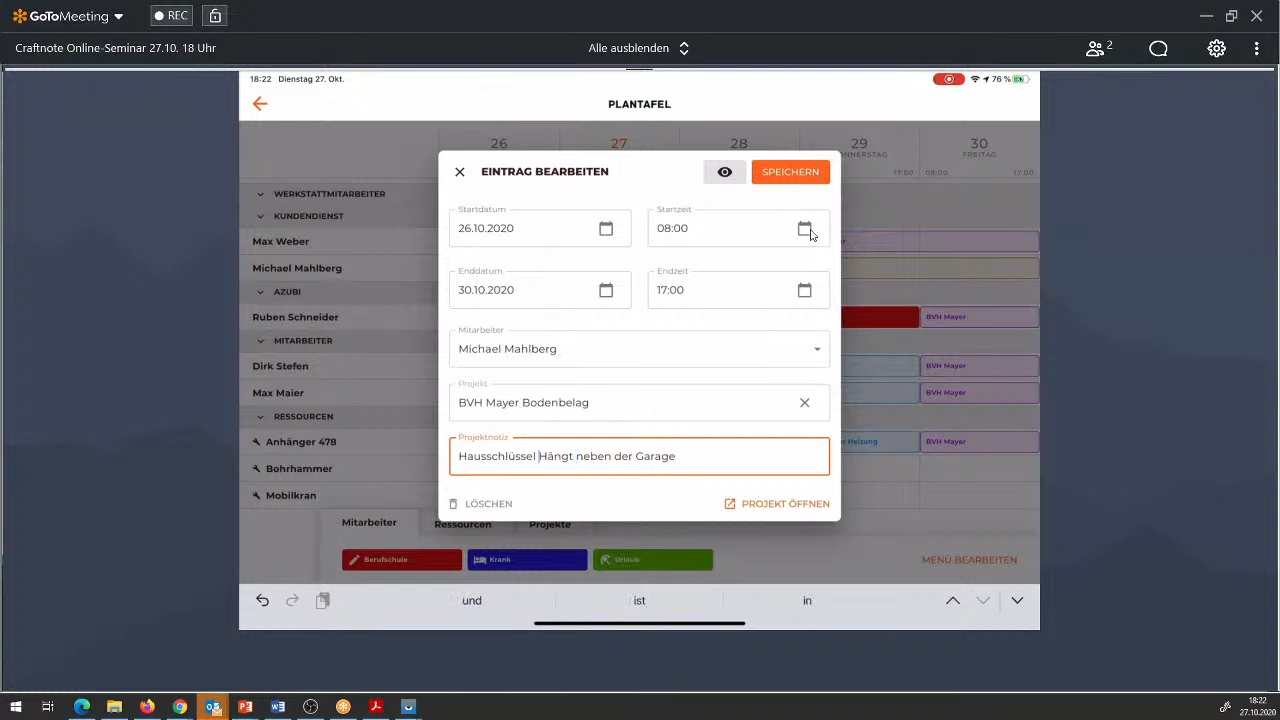 GoToMeeting
REC
Craftnote Online-Seminar 27.10. 18 Uhr
Alle ausblenden
2
18:22 Dienstag 27. Okt.
76 %
PLANTAFEL
26
27
28
29
30
DONNERSTAG
FREITAG
17:00
08:00
17:00
EINTRAG BEARBEITEN
SPEICHERN
Startdatum
26.10.2020
Startzeit
08:00
Enddatum
30.10.2020
Endzeit
17:00
Mitarbeiter
Michael Mahlberg
Projekt
BVH Mayer Bodenbelag
Projektnotiz
Hausschlüssel Hängt neben der Garage
LÖSCHEN
PROJEKT ÖFFNEN
WERKSTATTMITARBEITER
KUNDENDIENST
Max Weber
Michael Mahlberg
AZUBI
Ruben Schneider
BVH Mayer
MITARBEITER
Dirk Stefen
BVH Mayer
Max Maier
BVH Mayer
RESSOURCEN
Anhänger 478
Heizung
BVH Mayer
Bohrhammer
Mobilkran
Mitarbeiter
Ressourcen
Projekte
Berufschule
Krank
Urlaub
MENÜ BEARBEITEN
und
ist
in
18:22
27.10.2020